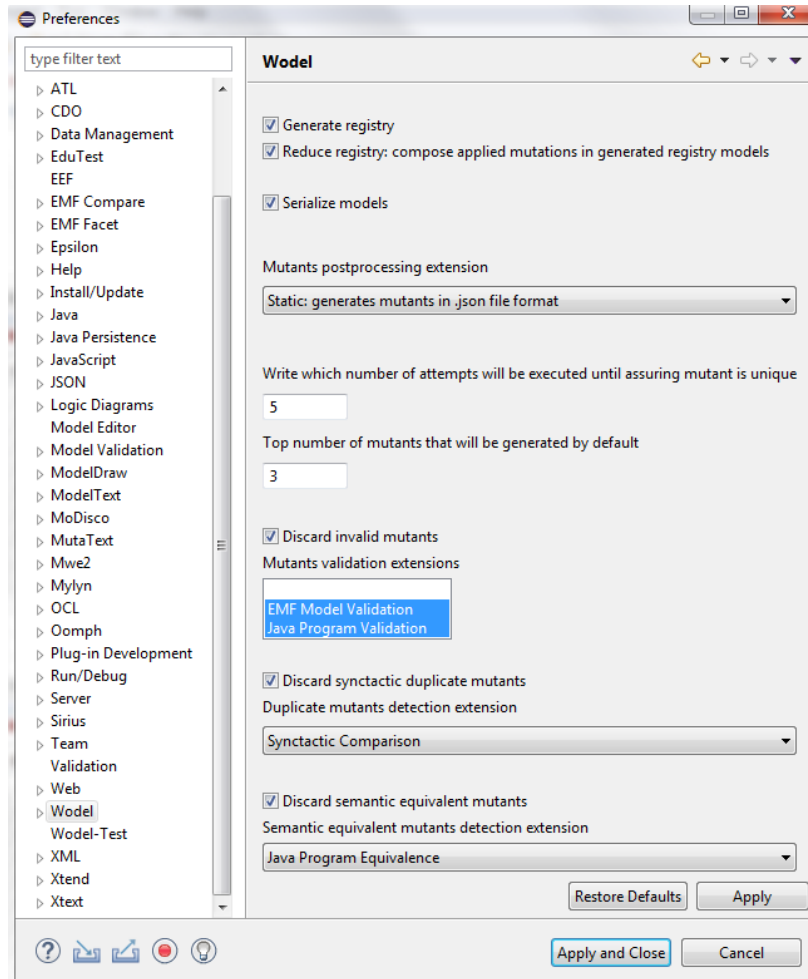 Preferences
type filter text
ATL
CDO
Data Management
EduTest
EEF
EMF Compare
EMF Facet
Epsilon
Help
Install/Update
Java
Java Persistence
JavaScript
JSON
Logic Diagrams
Model Editor
Model Validation
ModelDraw
ModelText
MoDisco
MutaText
Mwe2
Mylyn
OCL
Oomph
Plug-in Development
Run/Debug
Server
Sirius
Team
Validation
Web
Wodel
Wodel-Test
XML
Xtend
Xtext
Wodel
Generate registry
Reduce registry: compose applied mutations in generated registry models
Serialize models
Mutants postprocessing extension
Static: generates mutants in .json file format
Write which number of attempts will be executed until assuring mutant is unique
5
Top number of mutants that will be generated by default
3
Discard invalid mutants
Mutants validation extensions
EMF Model Validation
Java Program Validation
Discard synctactic duplicate mutants
Duplicate mutants detection extension
Synctactic Comparison
Discard semantic equivalent mutants
Semantic equivalent mutants detection extension
Java Program Equivalence
Restore Defaults
Apply
Apply and Close
Cancel